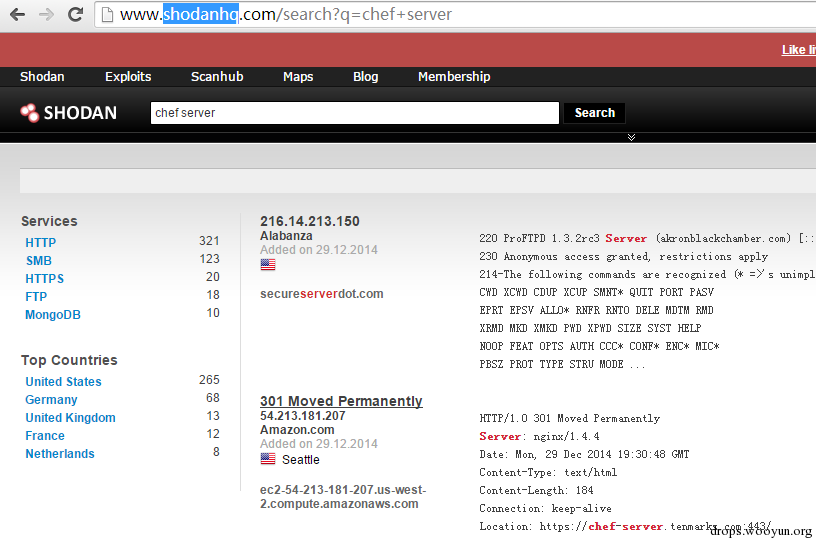 www.shodanhq.com/search?q=chef+server
Like li
Shodan Exploits Scanhub Maps Blog Membership
SHODAN chef server Search
Services
HTTP 321
SMB 123
HTTPS 20
FTP 18
MongoDB 10
Top Countries
United States 265
Germany 68
United Kingdom 13
France 12
Netherlands 8
216.14.213.150
Alabanza
Added on 29.12.2014
secureserverdot.com
220 ProFTPD 1.3.2rc3 Server (akronblackchamber.com) [::
230 Anonymous access granted, restrictions apply
214-The following commands are recognized (* =>'s unimpl
CWD XCWD CDUP XCUP SMNT* QUIT PORT PASV
EPRT EPSV ALLO* RNFR RNTO DELE MDTM RMD
XRMD MKD XMKD PWD XPWD SIZE SYST HELP
NOOP FEAT OPTS AUTH CCC* CONF* ENC* MIC*
PBSZ PROT TYPE STRU MODE ...
301 Moved Permanently
54.213.181.207
Amazon.com
Added on 29.12.2014
Seattle
ec2-54-213-181-207.us-west-
2.compute.amazonaws.com
HTTP/1.0 301 Moved Permanently
Server: nginx/1.4.4
Date: Mon, 29 Dec 2014 19:30:48 GMT
Content-Type: text/html
Content-Length: 184
Connection: keep-alive
Location: https://chef-server.tenmarks.com:443/
drops.wooyun.org